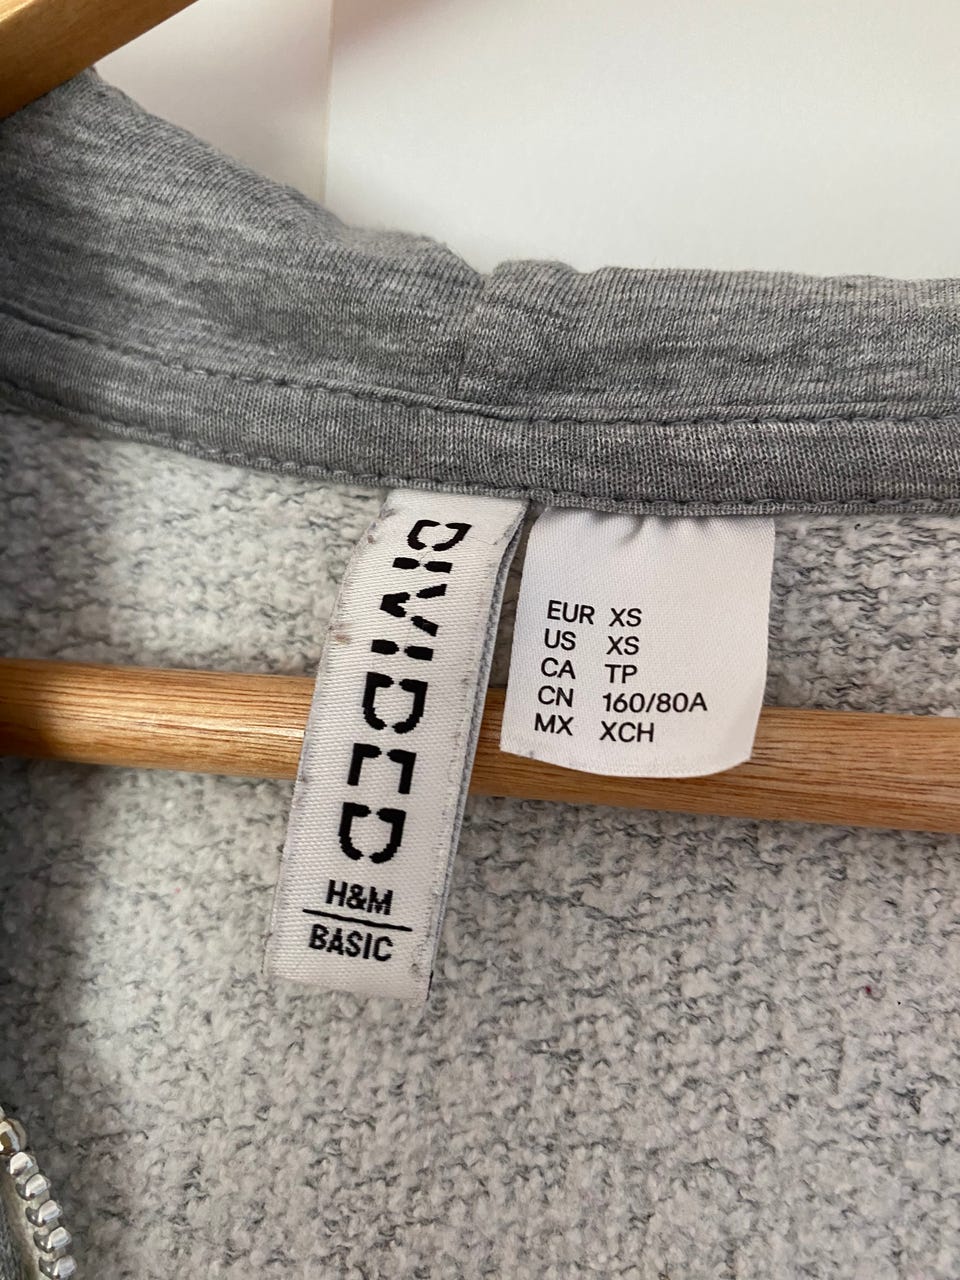 DIVIDED
H&M
BASIC
EUR XS
US XS
CA TP
CN 160/80A
MX XCH